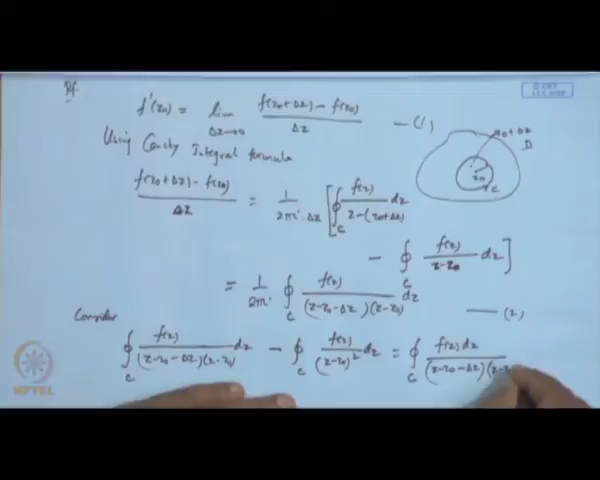 Pf.
f'(z0) = lim Δz→0 f(z0+Δz) - f(z0) / Δz — (1)
Using Cauchy Integral formula
z0+Δz
D
z0
C
f(z0+Δz) - f(z0) / Δz = 1 / 2πi·Δz [ ∮C f(z) / z-(z0+Δz) dz
- ∮C f(z) / z-z0 dz ]
= 1 / 2πi ∮C f(z) / (z-z0-Δz)(z-z0) dz — (2)
Consider
∮C f(z) / (z-z0-Δz)(z-z0) dz - ∮C f(z) / (z-z0)² dz = ∮C f(z) dz / (z-z0-Δz)(z-z
NPTEL